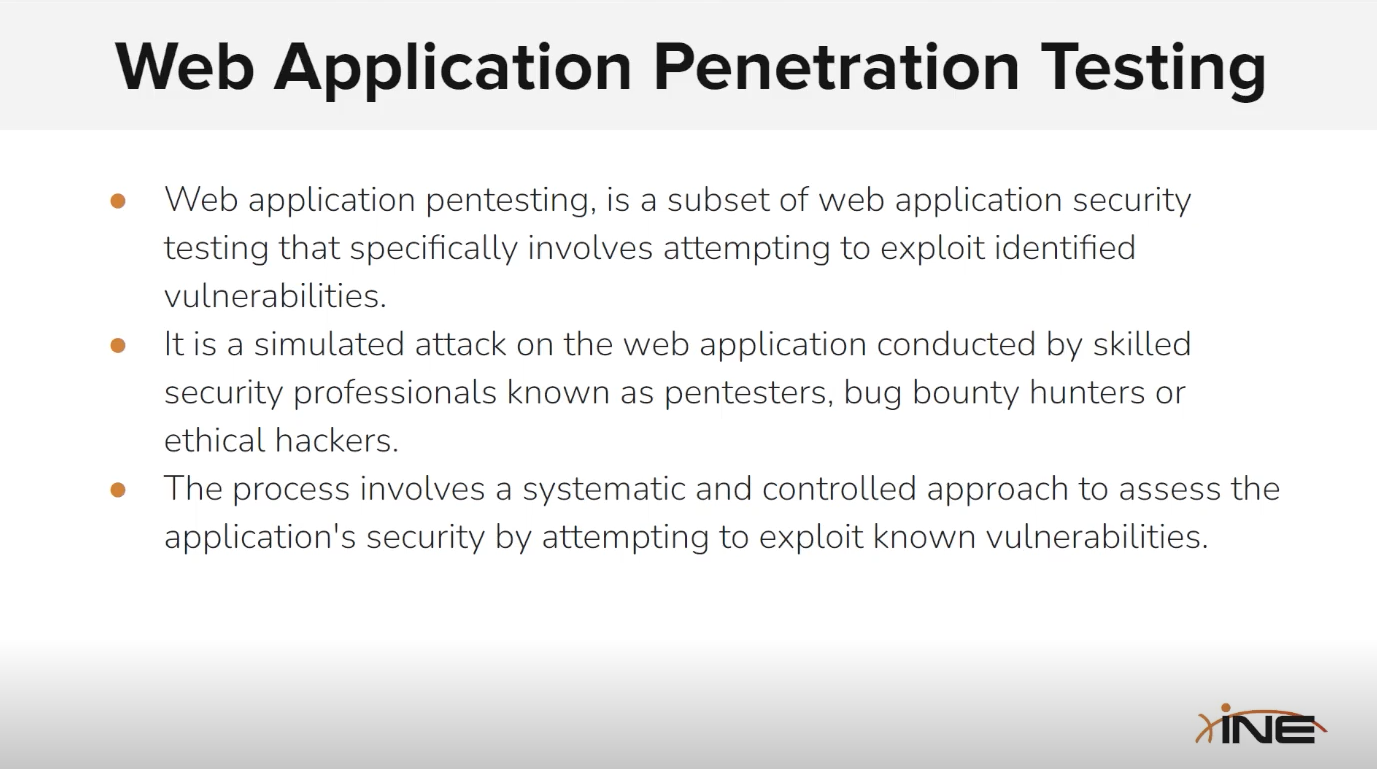 Web Application Penetration Testing
Web application pentesting, is a subset of web application security
testing that specifically involves attempting to exploit identified
vulnerabilities.
It is a simulated attack on the web application conducted by skilled
security professionals known as pentesters, bug bounty hunters or
ethical hackers.
The process involves a systematic and controlled approach to assess the
application's security by attempting to exploit known vulnerabilities.
iNE